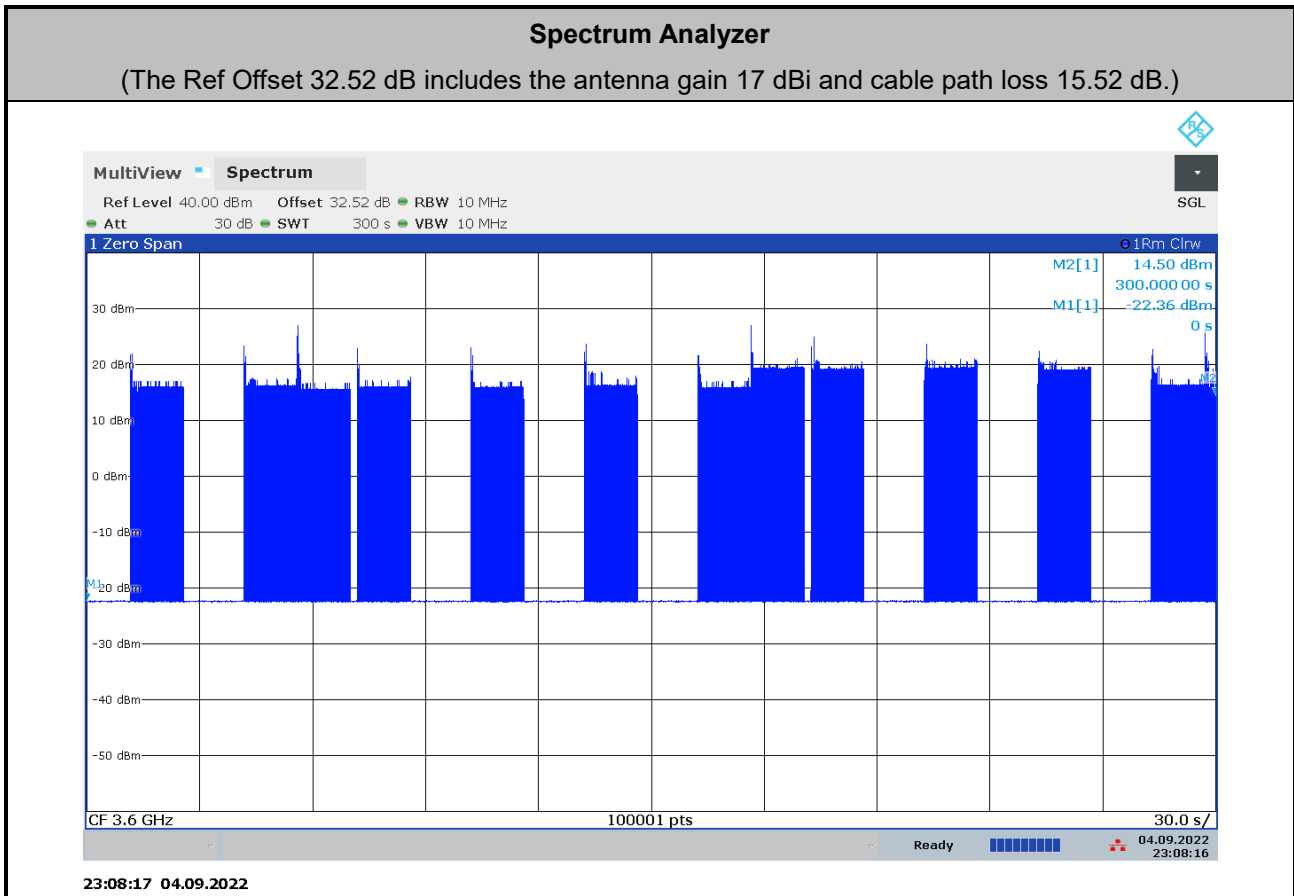 Spectrum Analyzer
(The Ref Offset 32.52 dB includes the antenna gain 17 dBi and cable path loss 15.52 dB.)
R S
MultiView Spectrum
Ref Level 40.00 dBm Offset 32.52 dB RBW 10 MHz SGL
Att 30 dB SWT 300 s VBW 10 MHz
1 Zero Span 1Rm Clrw
M2[1] 14.50 dBm
300.000 00 s
M1[1] -22.36 dBm
0 s
30 dBm
20 dBm
M2
10 dBm
0 dBm
-10 dBm
M1
-20 dBm
-30 dBm
-40 dBm
-50 dBm
CF 3.6 GHz 100001 pts 30.0 s/
Ready 04.09.2022
23:08:16
23:08:17 04.09.2022